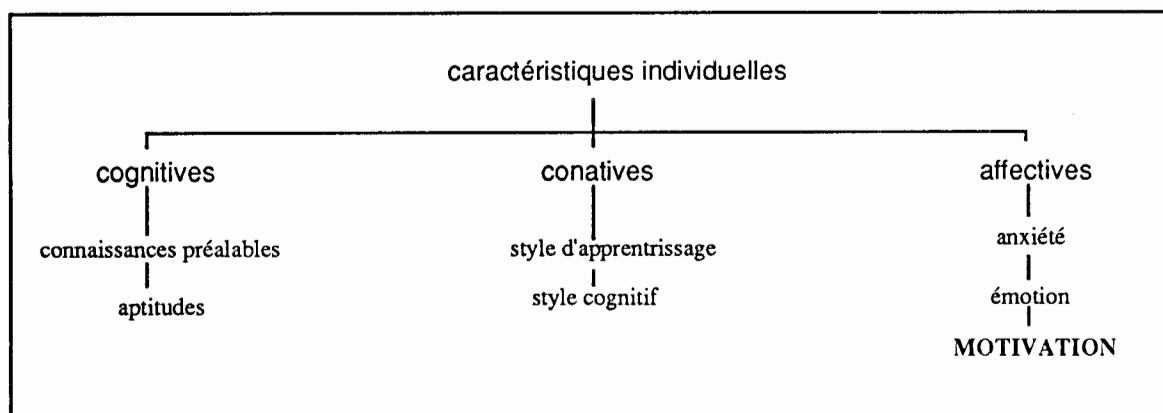 caractéristiques individuelles
cognitives
conatives
affectives
connaissances préalables
style d'apprentrissage
anxiété
aptitudes
style cognitif
émotion
MOTIVATION